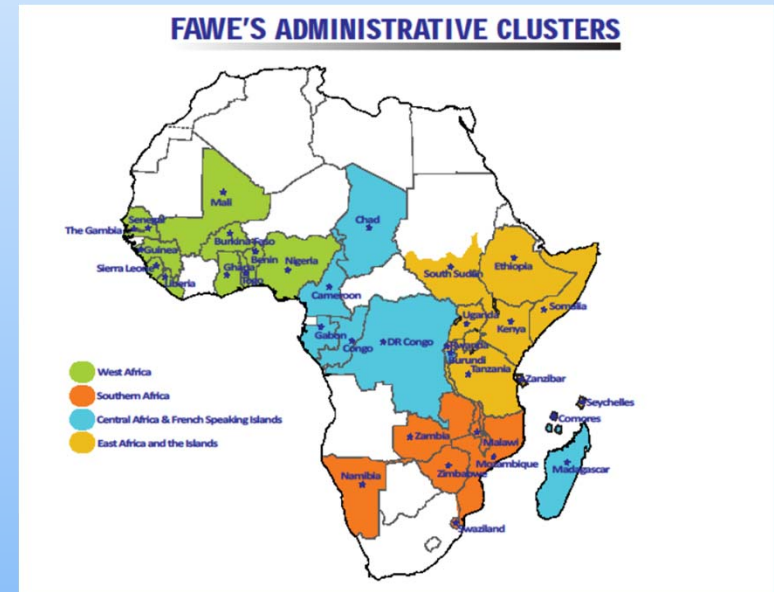 FAWE'S ADMINISTRATIVE CLUSTERS
Mali
Chad
Senegal
The Gambia
Burkina Faso
Guinea
Benin
Nigeria
Ethiopia
Sierra Leone
Ghana
Togo
South Sudan
Liberia
Cameroon
Somalia
Uganda
Kenya
Gabon
Congo
DR Congo
Rwanda
Burundi
Tanzania
Zanzibar
West Africa
Southern Africa
Central Africa & French Speaking Islands
East Africa and the Islands
Seychelles
Comores
Zambia
Malawi
Mozambique
Madagascar
Namibia
Zimbabwe
Swaziland